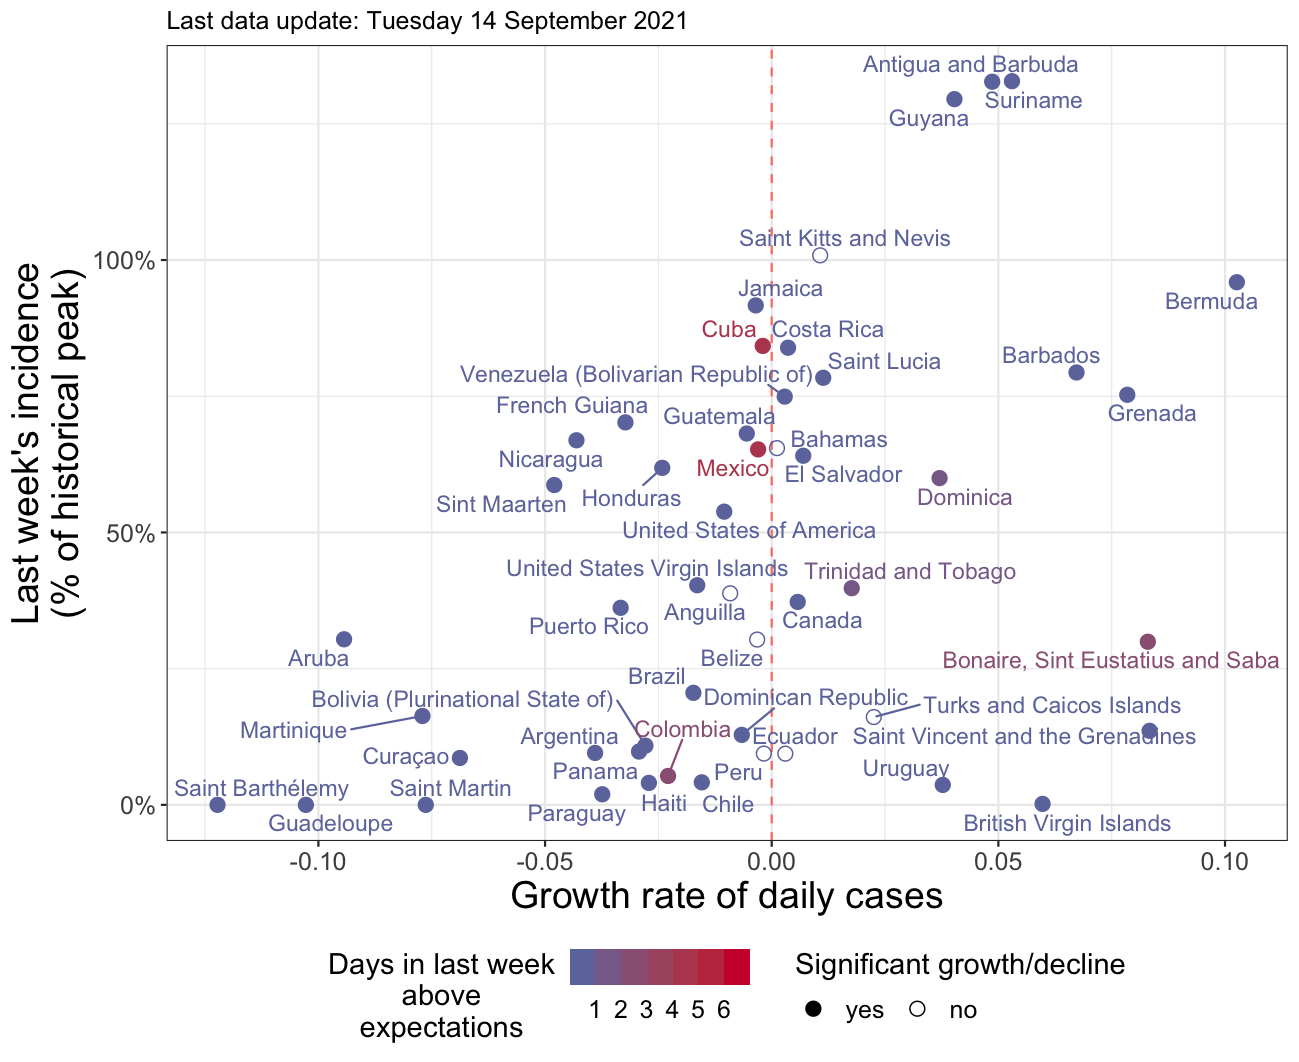 Last data update: Tuesday 14 September 2021
Antigua and Barbuda
Suriname
Guyana
Saint Kitts and Nevis
100%
Jamaica
Bermuda
Cuba
Costa Rica
Saint Lucia
Barbados
Venezuela (Bolivarian Republic of)
French Guiana
Guatemala
Grenada
Bahamas
Nicaragua
Mexico
El Salvador
Sint Maarten
Honduras
Dominica
United States of America
50%
United States Virgin Islands
Trinidad and Tobago
Anguilla
Canada
Puerto Rico
Aruba
Belize
Bonaire, Sint Eustatius and Saba
Brazil
Bolivia (Plurinational State of)
Dominican Republic
Turks and Caicos Islands
Martinique
Colombia
Argentina
Ecuador
Saint Vincent and the Grenadines
Curaçao
Panama
Peru
Uruguay
Saint Barthélemy
Saint Martin
0%
Haiti
Chile
Paraguay
Guadeloupe
British Virgin Islands
Last week's incidence
(% of historical peak)
-0.10
-0.05
0.00
0.05
0.10
Growth rate of daily cases
Days in last week
above
expectations
1 2 3 4 5 6
Significant growth/decline
yes
no